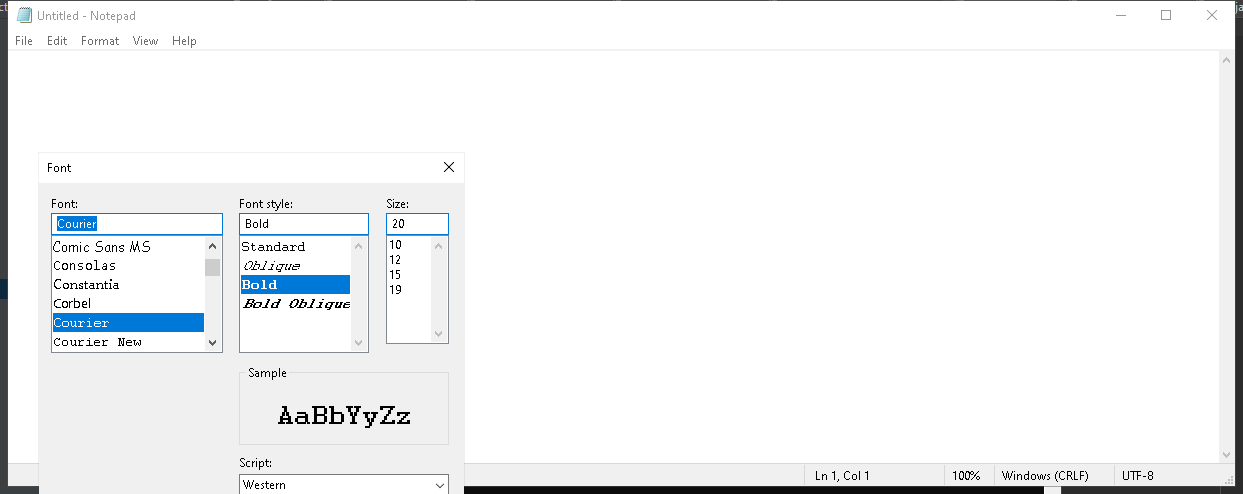 Untitled - Notepad
File Edit Format View Help
Font
Font: Font style: Size:
Courier Bold 20
Comic Sans MS Standard 10
Consolas Oblique 12
Constantia Bold 15
Corbel Bold Oblique 19
Courier
Courier New
Sample
AaBbYyZz
Script:
Western
Ln 1, Col 1 100% Windows (CRLF) UTF-8